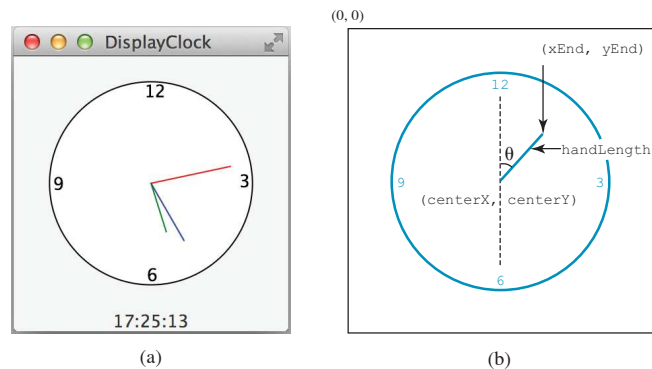 DisplayClock
12
9
3
6
17:25:13
(a)
(0, 0)
(xEnd, yEnd)
12
θ
handLength
9
3
(centerX, centerY)
6
(b)